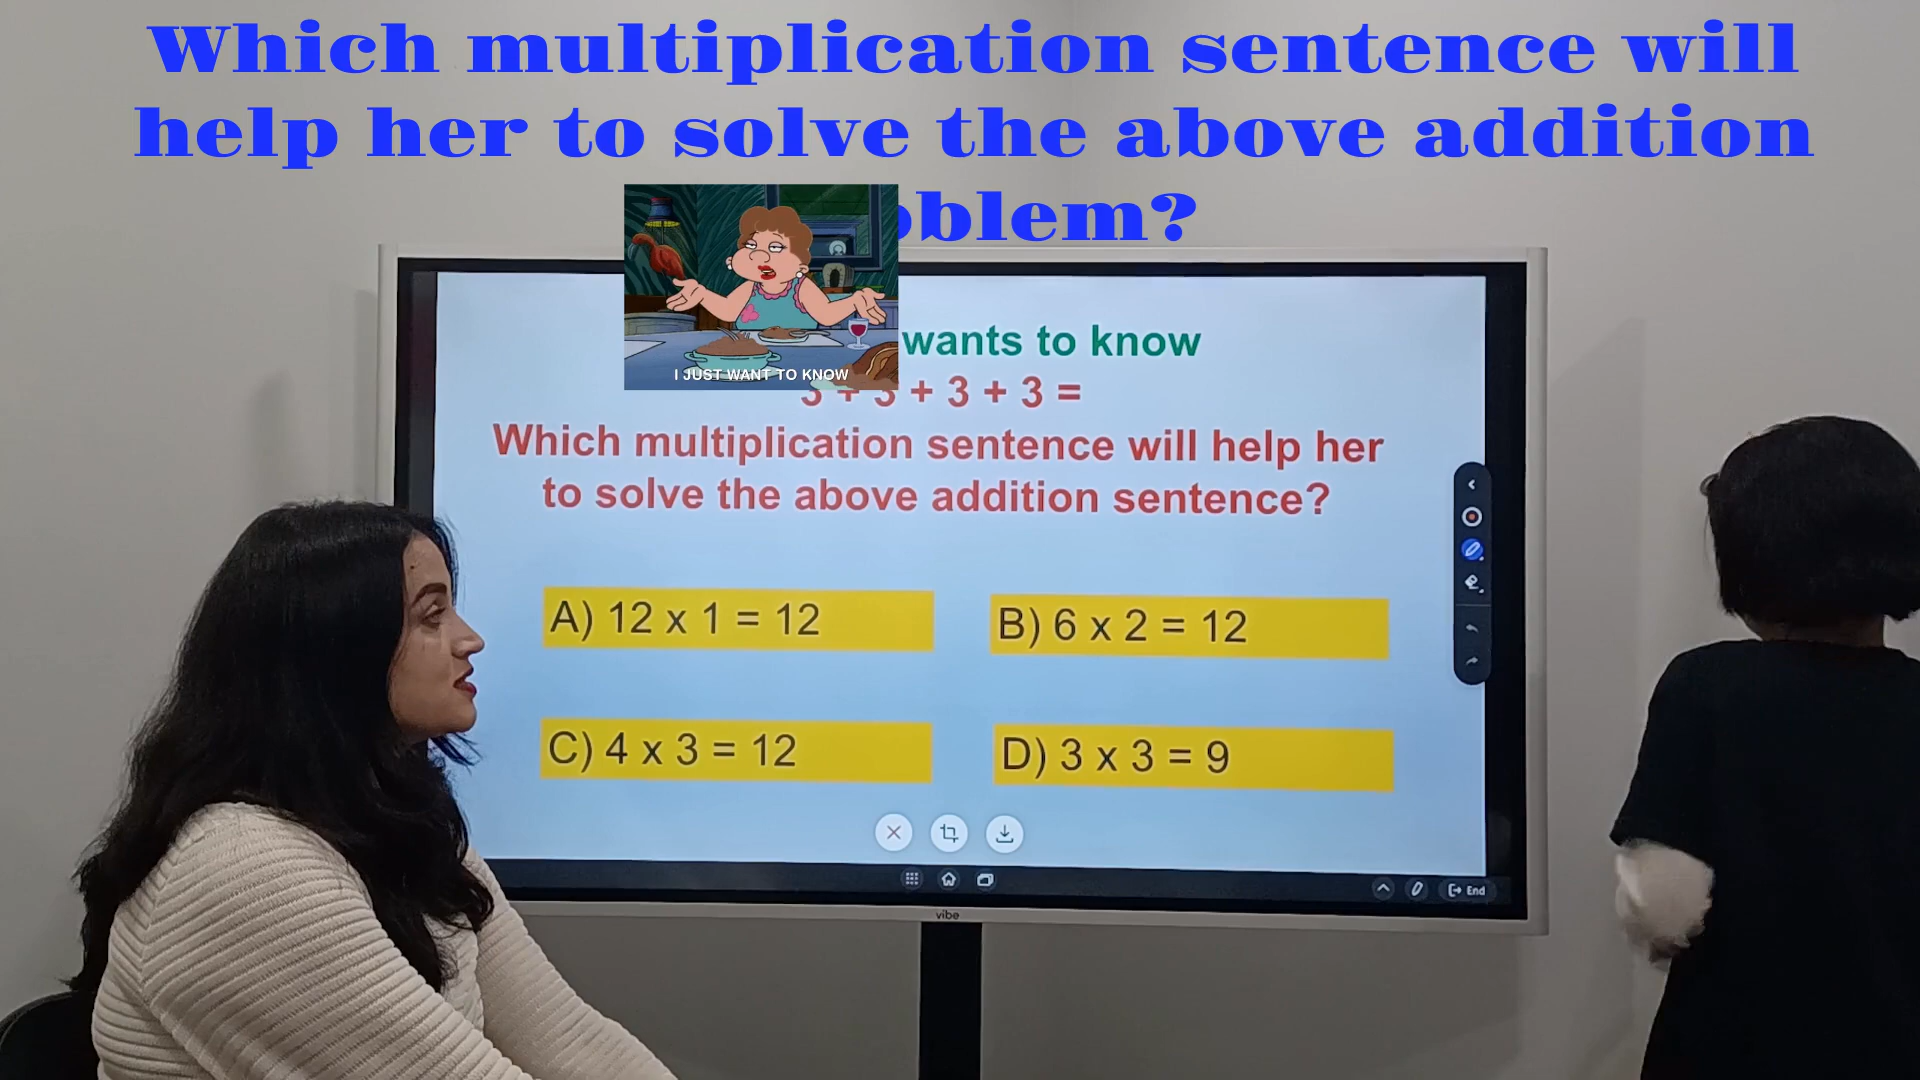 Which multiplication sentence will
help her to solve the above addition
?
I JUST WANT TO KNOW
wants to know
3 + 3 + 3 + 3 =
Which multiplication sentence will help her
to solve the above addition sentence?
A) 12 x 1 = 12
B) 6 x 2 = 12
C) 4 x 3 = 12
D) 3 x 3 = 9
End
vibe